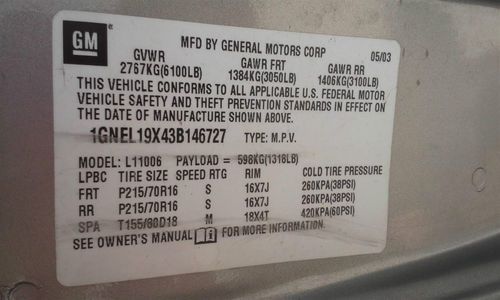 GM
MFD BY GENERAL MOTORS CORP 05/03
GVWR GAWR FRT GAWR RR
2767KG(6100LB) 1384KG(3050LB) 1406KG(3100LB)
THIS VEHICLE CONFORMS TO ALL APPLICABLE U.S. FEDERAL MOTOR
VEHICLE SAFETY AND THEFT PREVENTION STANDARDS IN EFFECT ON
THE DATE OF MANUFACTURE SHOWN ABOVE.
1GNEL19X43B146727 TYPE: M.P.V.
MODEL: L11006 PAYLOAD = 598KG(1318LB)
LPBC TIRE SIZE SPEED RTG RIM COLD TIRE PRESSURE
FRT P215/70R16 S 16X7J 260KPA(38PSI)
RR P215/70R16 S 16X7J 260KPA(38PSI)
SPA T155/80D18 M 18X4T 420KPA(60PSI)
SEE OWNER'S MANUAL FOR MORE INFORMATION.